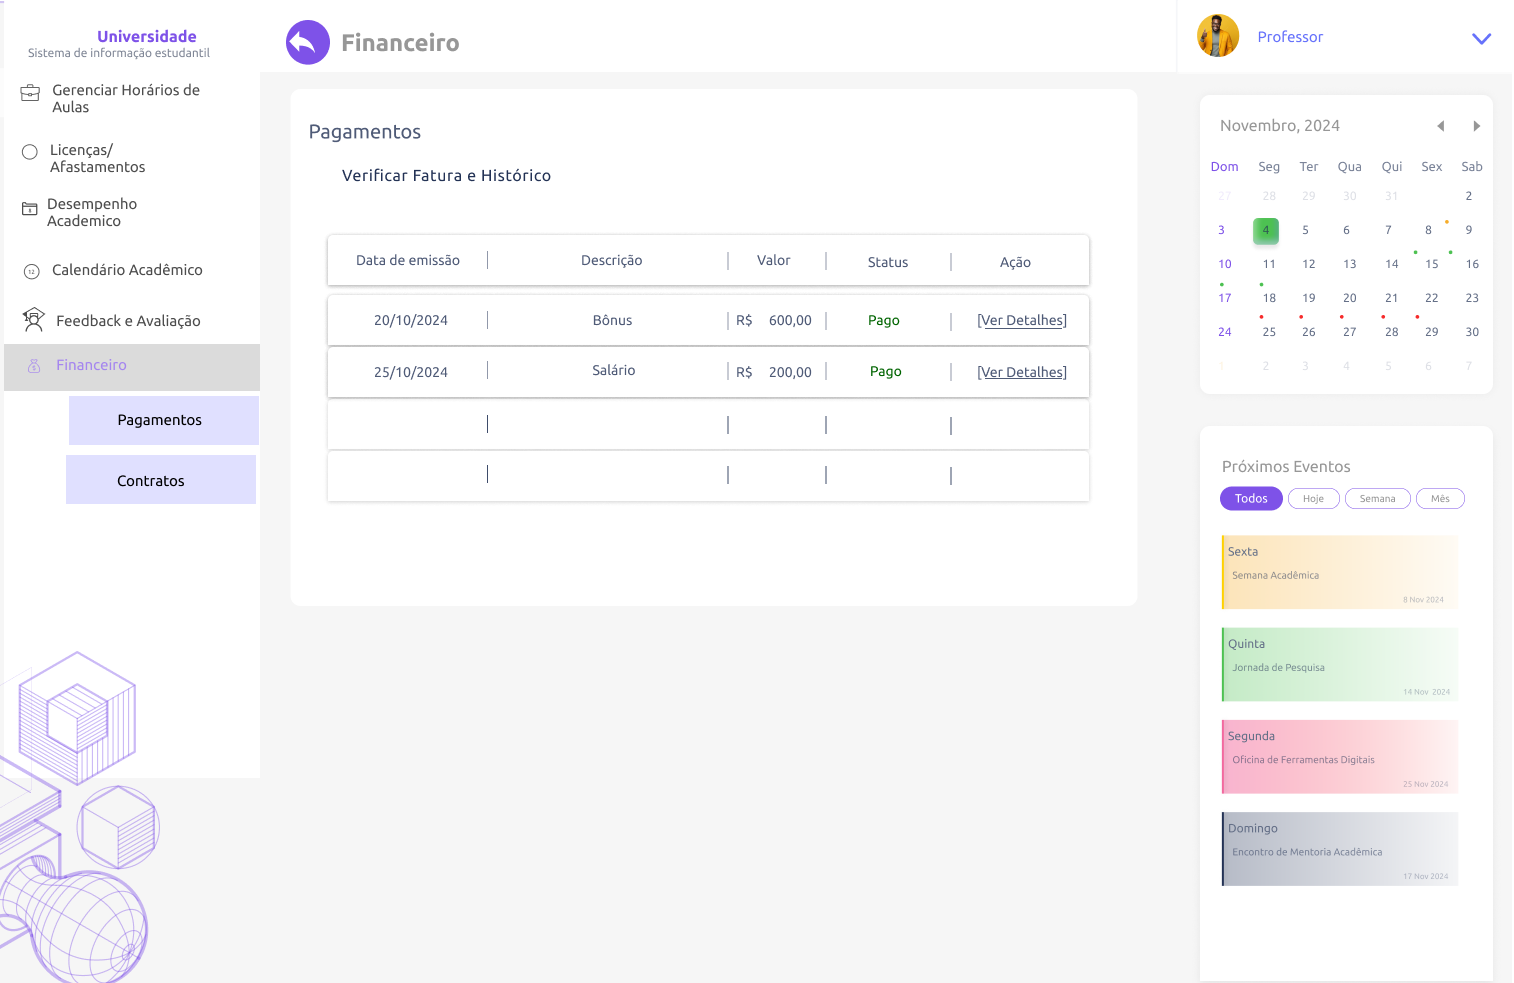 Universidade
Sistema de informação estudantil
Gerenciar Horários de
Aulas
Licenças/
Afastamentos
Desempenho
Academico
12
Calendário Acadêmico
Feedback e Avaliação
Financeiro
Pagamentos
Contratos
Financeiro
Professor
Pagamentos
Verificar Fatura e Histórico
Data de emissão | Descrição | Valor | Status | Ação
20/10/2024 | Bônus | R$ 600,00 | Pago | [Ver Detalhes]
25/10/2024 | Salário | R$ 200,00 | Pago | [Ver Detalhes]
Novembro, 2024
Dom Seg Ter Qua Qui Sex Sab
27 28 29 30 31 2
3 4 5 6 7 8 9
10 11 12 13 14 15 16
17 18 19 20 21 22 23
24 25 26 27 28 29 30
1 2 3 4 5 6 7
Próximos Eventos
Todos Hoje Semana Mês
Sexta
Semana Acadêmica
8 Nov 2024
Quinta
Jornada de Pesquisa
14 Nov 2024
Segunda
Oficina de Ferramentas Digitais
25 Nov 2024
Domingo
Encontro de Mentoria Acadêmica
17 Nov 2024